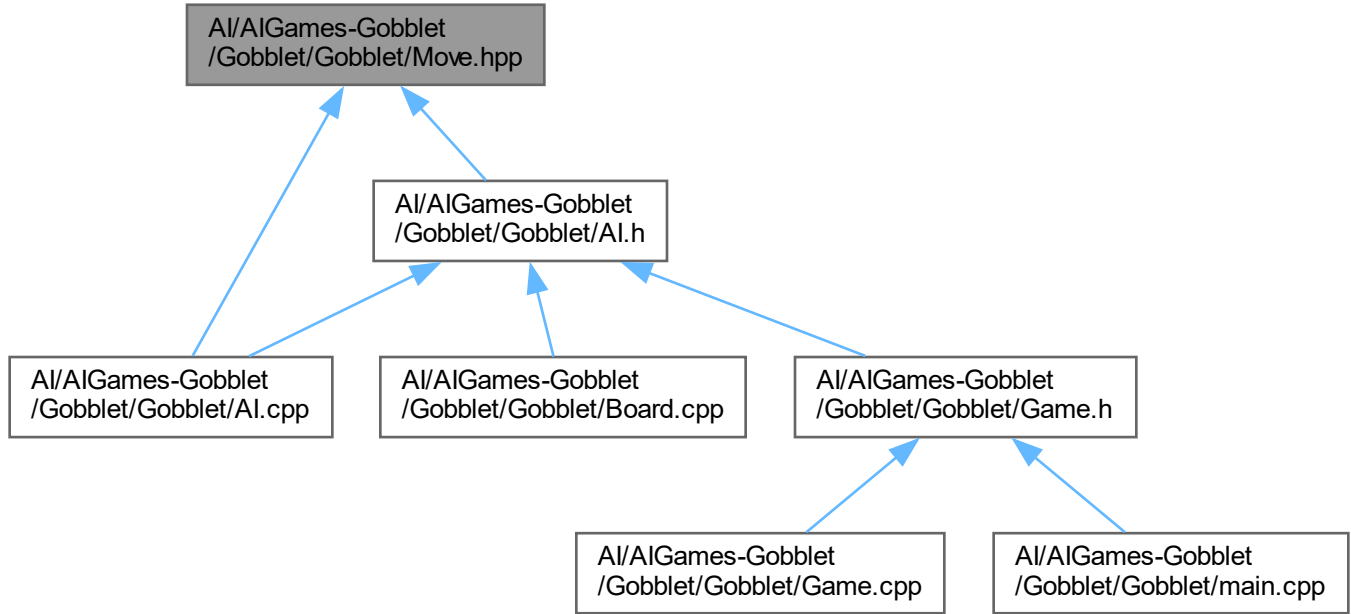 AI/AIGames-Gobblet
/Gobblet/Gobblet/Move.hpp
AI/AIGames-Gobblet
/Gobblet/Gobblet/AI.h
AI/AIGames-Gobblet
/Gobblet/Gobblet/AI.cpp
AI/AIGames-Gobblet
/Gobblet/Gobblet/Board.cpp
AI/AIGames-Gobblet
/Gobblet/Gobblet/Game.h
AI/AIGames-Gobblet
/Gobblet/Gobblet/Game.cpp
AI/AIGames-Gobblet
/Gobblet/Gobblet/main.cpp